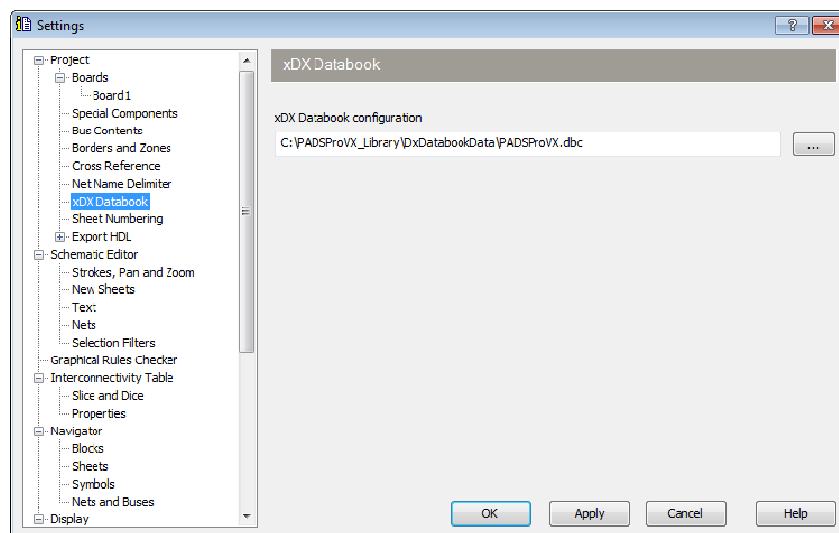 Settings
Project
Boards
Board1
Special Components
Bus Contents
Borders and Zones
Cross Reference
Net Name Delimiter
xDX Databook
Sheet Numbering
Export HDL
Schematic Editor
Strokes, Pan and Zoom
New Sheets
Text
Nets
Selection Filters
Graphical Rules Checker
Interconnectivity Table
Slice and Dice
Properties
Navigator
Blocks
Sheets
Symbols
Nets and Buses
Display
xDX Databook
xDX Databook configuration
C:\PADSProVX_Library\DxDatabookData\PADSProVX.dbc
...
OK
Apply
Cancel
Help